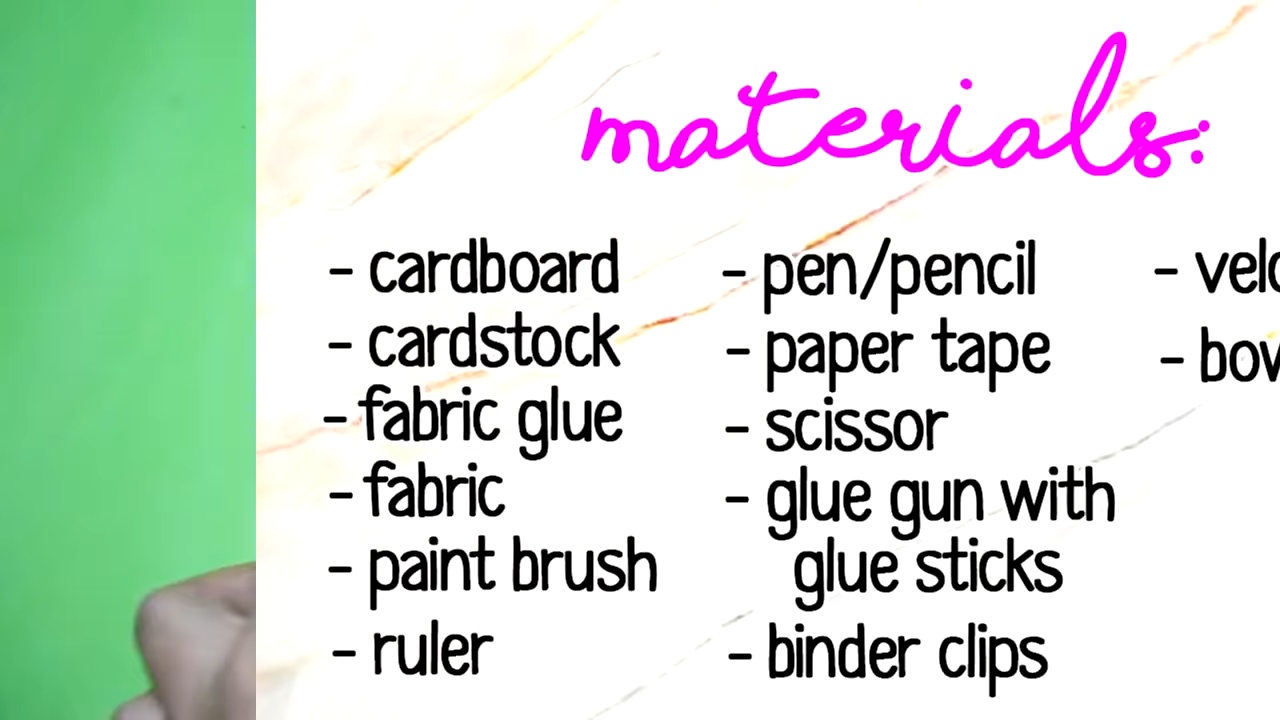 materials:
- cardboard
- cardstock
- fabric glue
- fabric
- paint brush
- ruler
- pen/pencil
- paper tape
- scissor
- glue gun with
glue sticks
- binder clips